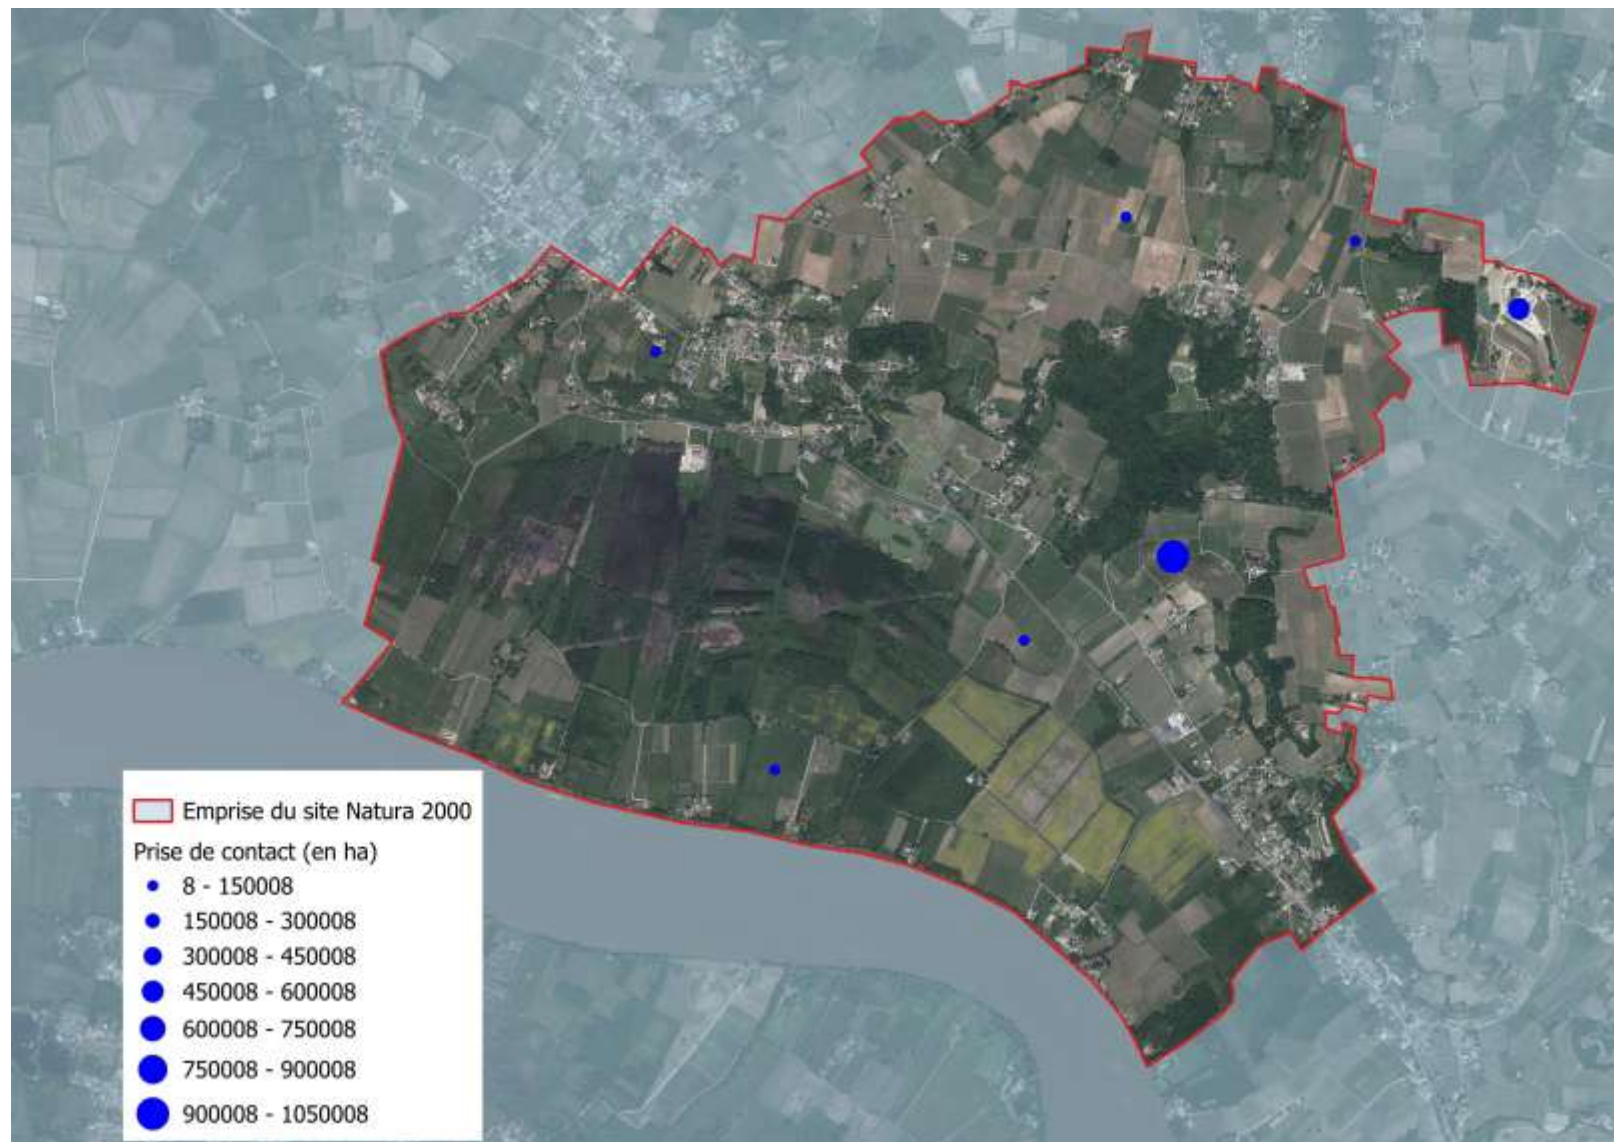 Emprise du site Natura 2000
Prise de contact (en ha)
8 - 150008
150008 - 300008
300008 - 450008
450008 - 600008
600008 - 750008
750008 - 900008
900008 - 1050008